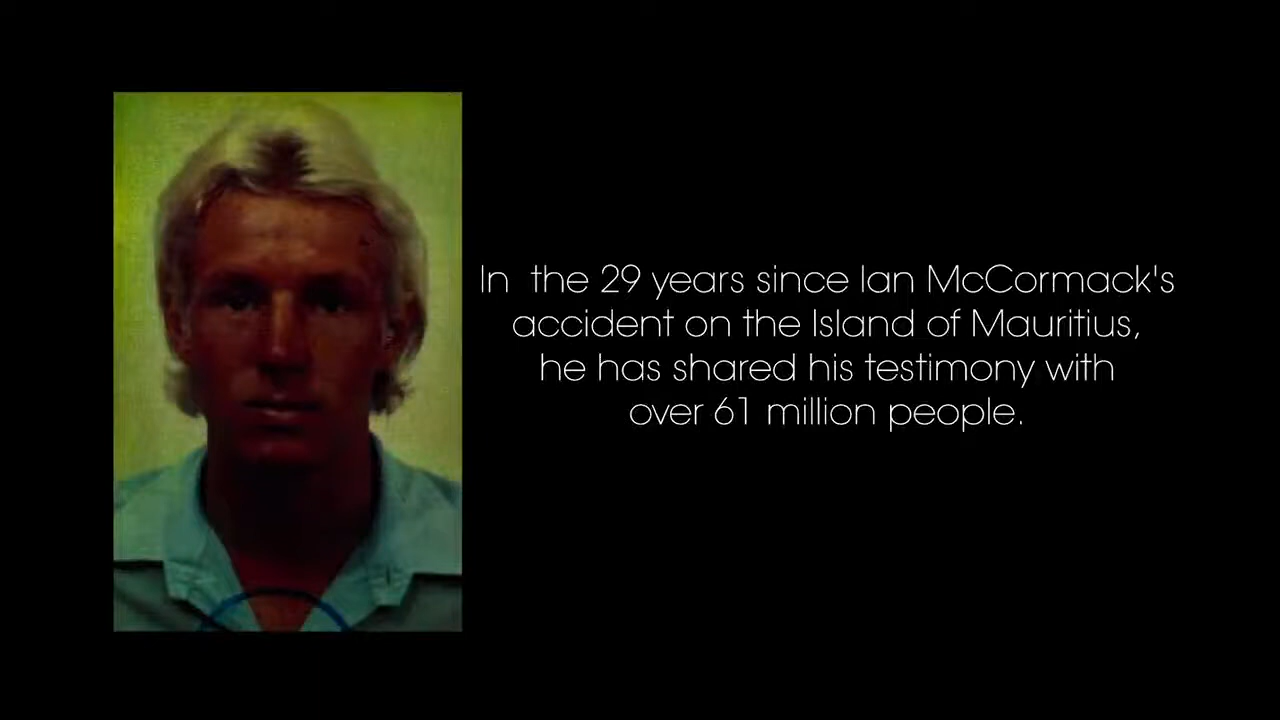 In  the 29 years since Ian McCormack's
accident on the Island of Mauritius,
he has shared his testimony with
over 61 million people.